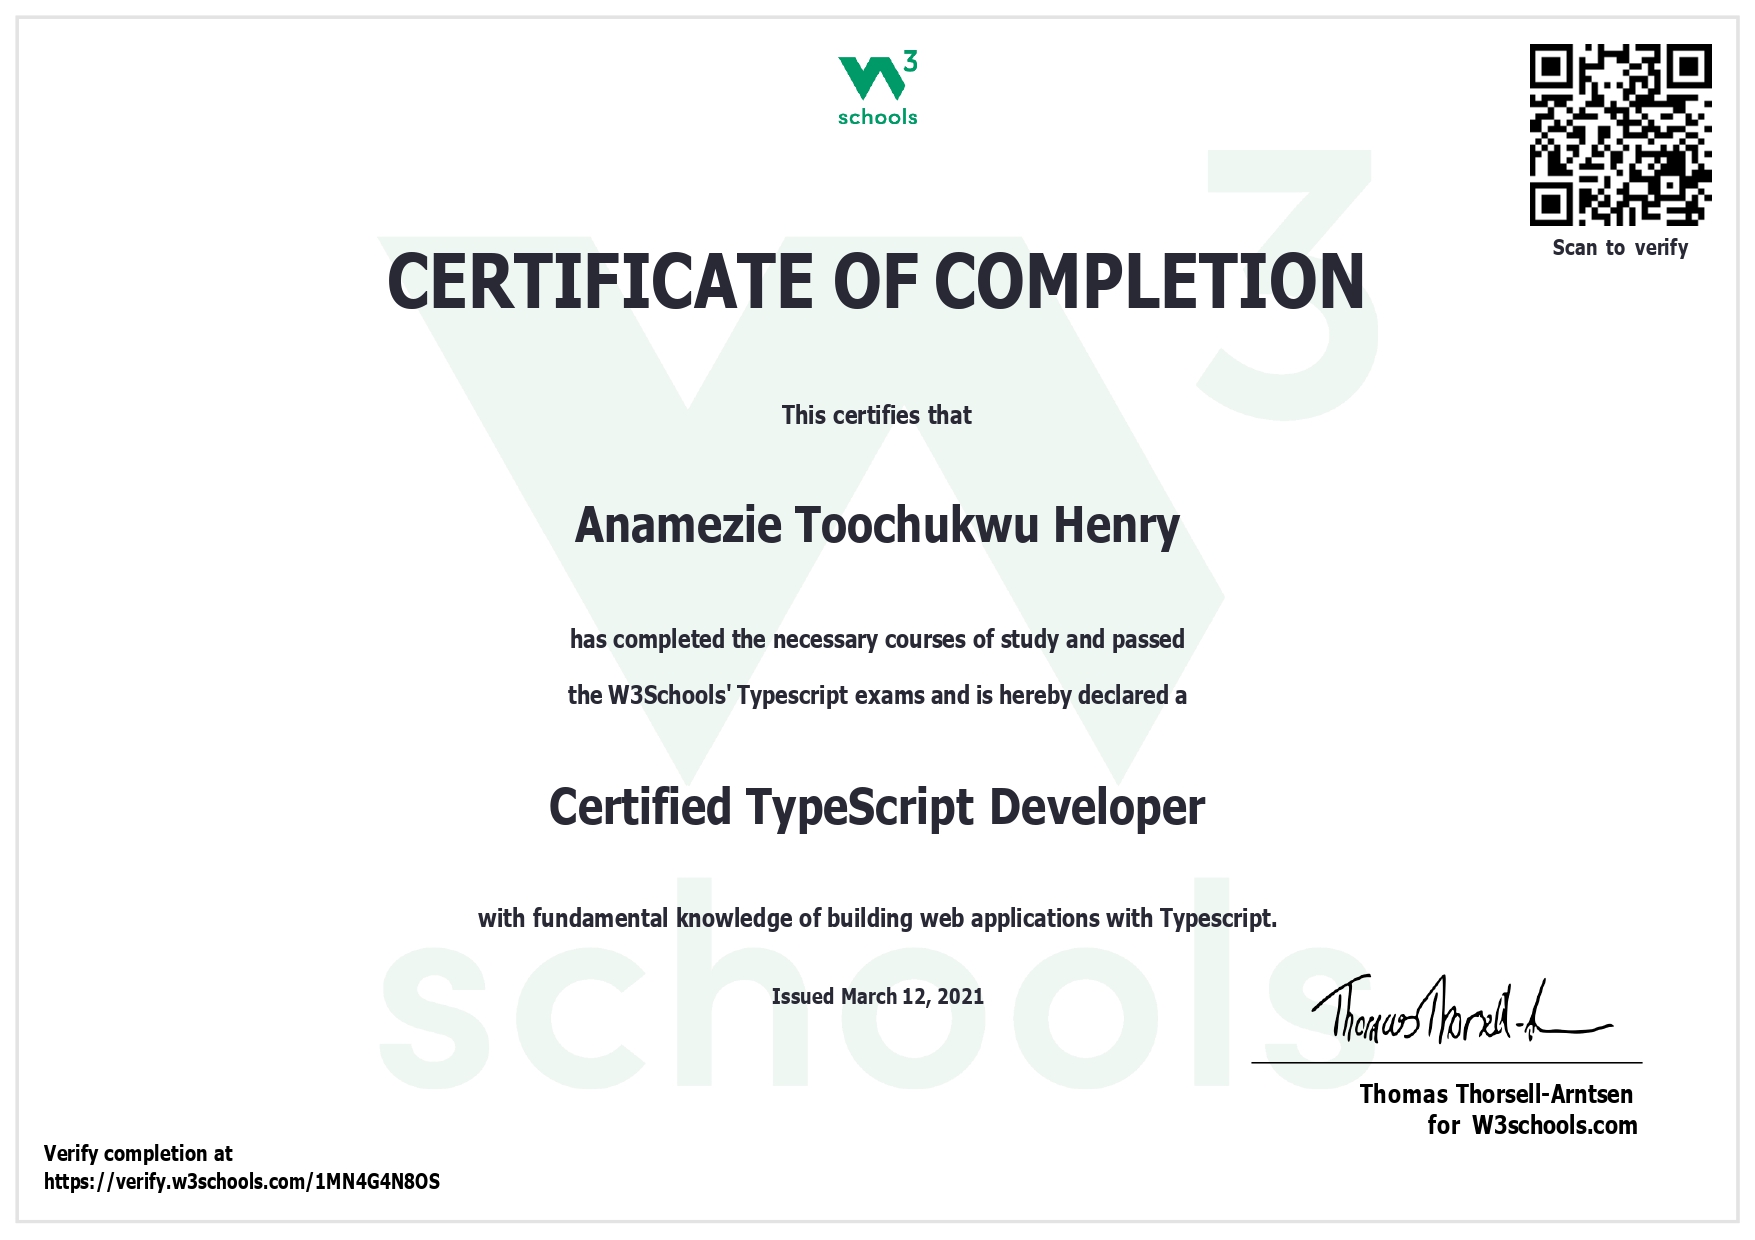 W3
schools
Scan to verify
CERTIFICATE OF COMPLETION
This certifies that
Anamezie Toochukwu Henry
has completed the necessary courses of study and passed
the W3Schools' Typescript exams and is hereby declared a
Certified TypeScript Developer
with fundamental knowledge of building web applications with Typescript.
Issued March 12, 2021
Thomas Thorsell-A
Thomas Thorsell-Arntsen
for W3schools.com
Verify completion at
https://verify.w3schools.com/1MN4G4N8OS
W3
schools